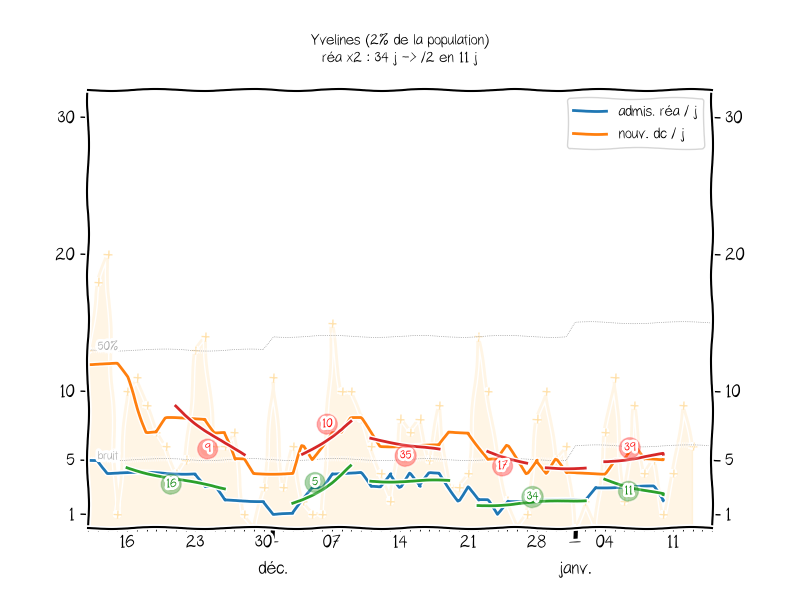 Yvelines (2% de la population)
réa x2 : 34 j -> /2 en 11 j
admis. réa / j
nouv. dc / j
30 30
20 20
50%
10 10
bruit
5 5
1 1
9
10
35
17
39
16
5
34
11
16 23 30 07 14 21 28 04 11
déc. janv.